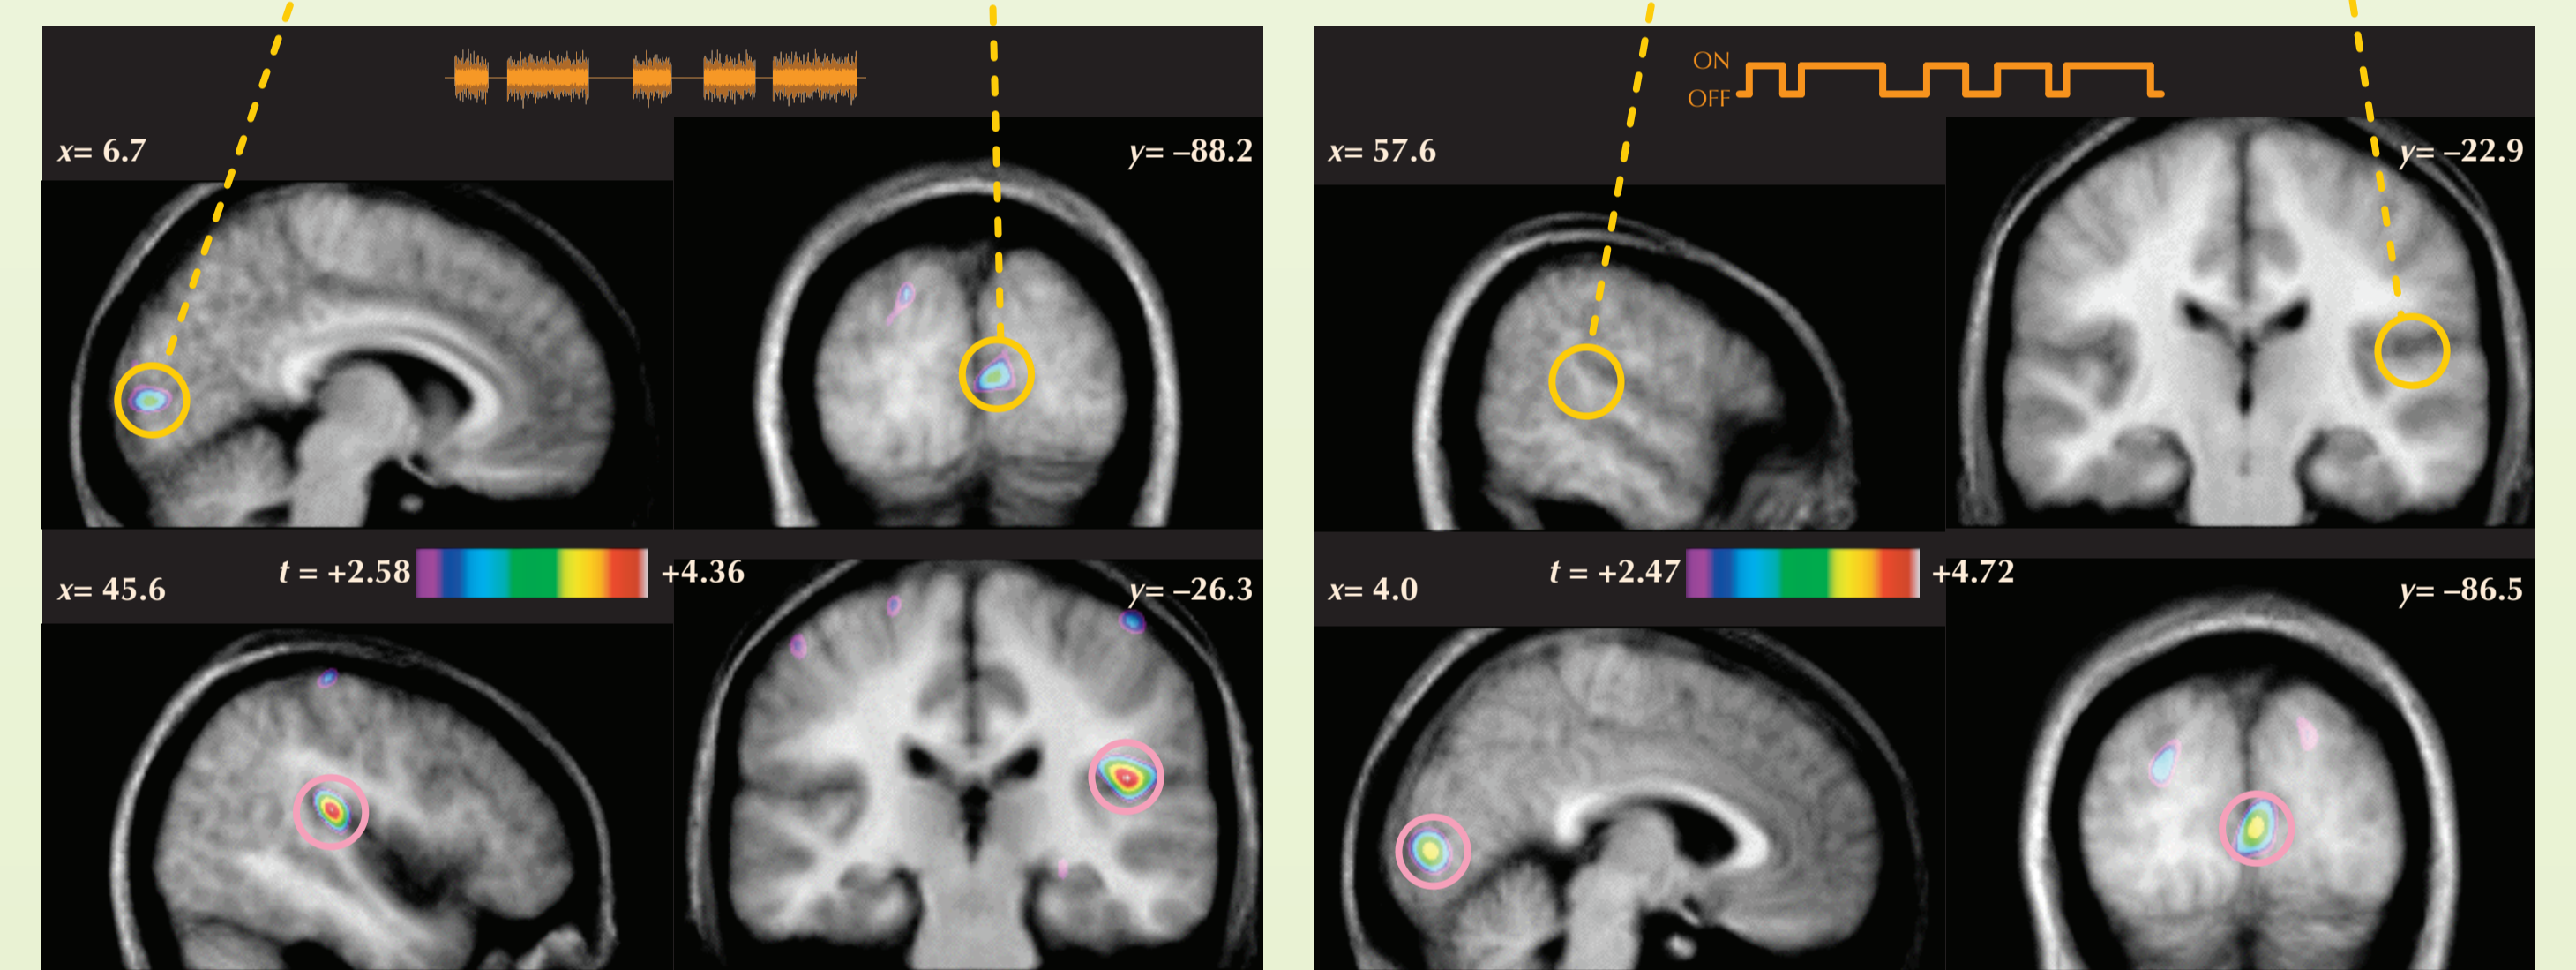 x= 6.7
y= –88.2
t = +2.58
+4.36
x= 45.6
y= –26.3
ON
OFF
x= 57.6
y= –22.9
t = +2.47
+4.72
x= 4.0
y= –86.5